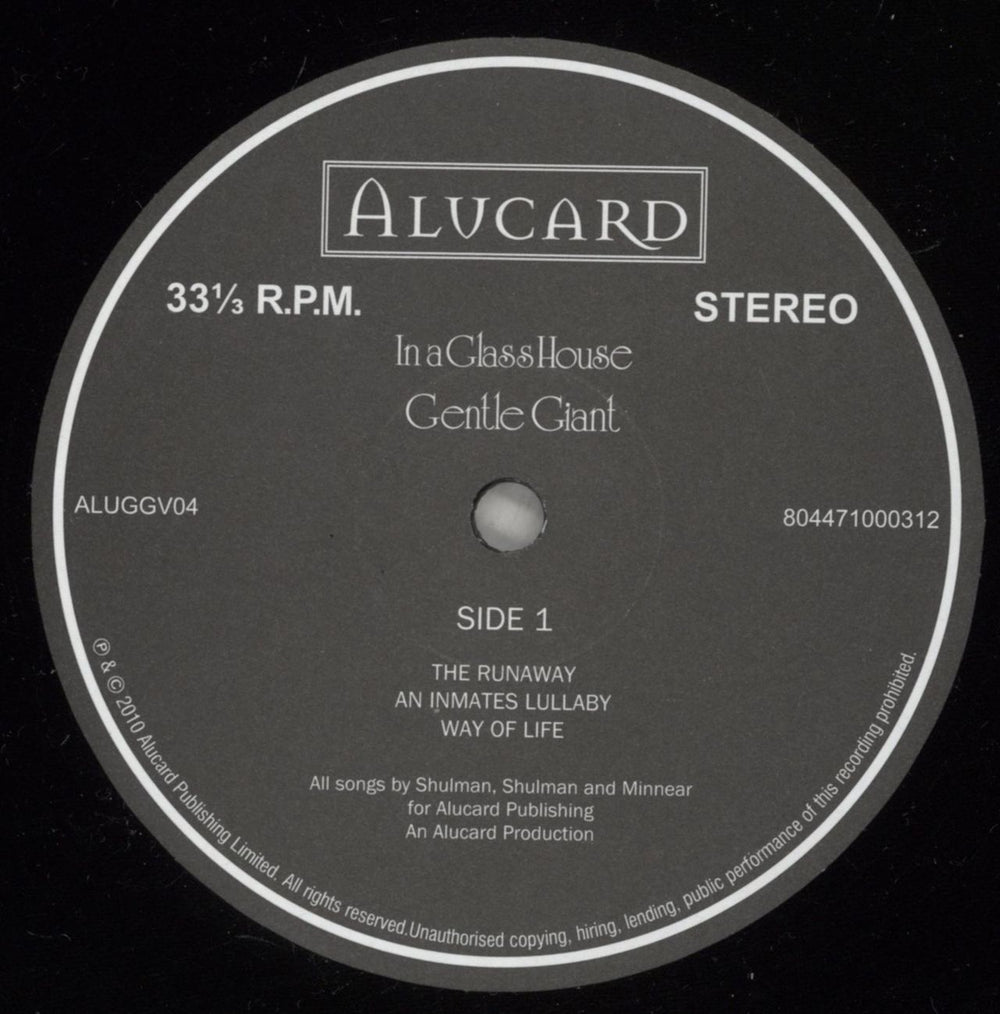 ALUCARD
33⅓ R.P.M.
STEREO
In a Glass House
Gentle Giant
ALUGGV04
804471000312
SIDE 1
THE RUNAWAY
AN INMATES LULLABY
WAY OF LIFE
All songs by Shulman, Shulman and Minnear
for Alucard Publishing
An Alucard Production
℗ & © 2010 Alucard Publishing Limited. All rights reserved.Unauthorised copying, hiring, lending, public performance of this recording prohibited.